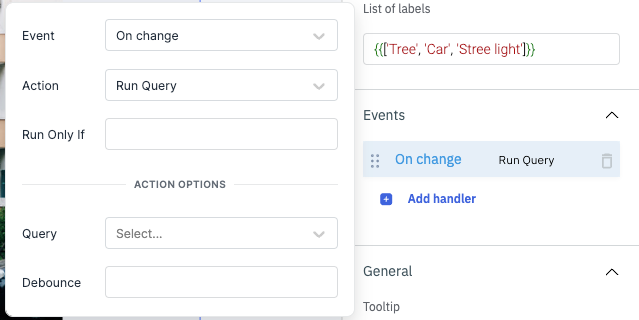 Event
On change
Action
Run Query
Run Only If
ACTION OPTIONS
Query
Select...
Debounce
List of labels
{{['Tree', 'Car', 'Stree light']}}
Events
On change
Run Query
Add handler
General
Tooltip